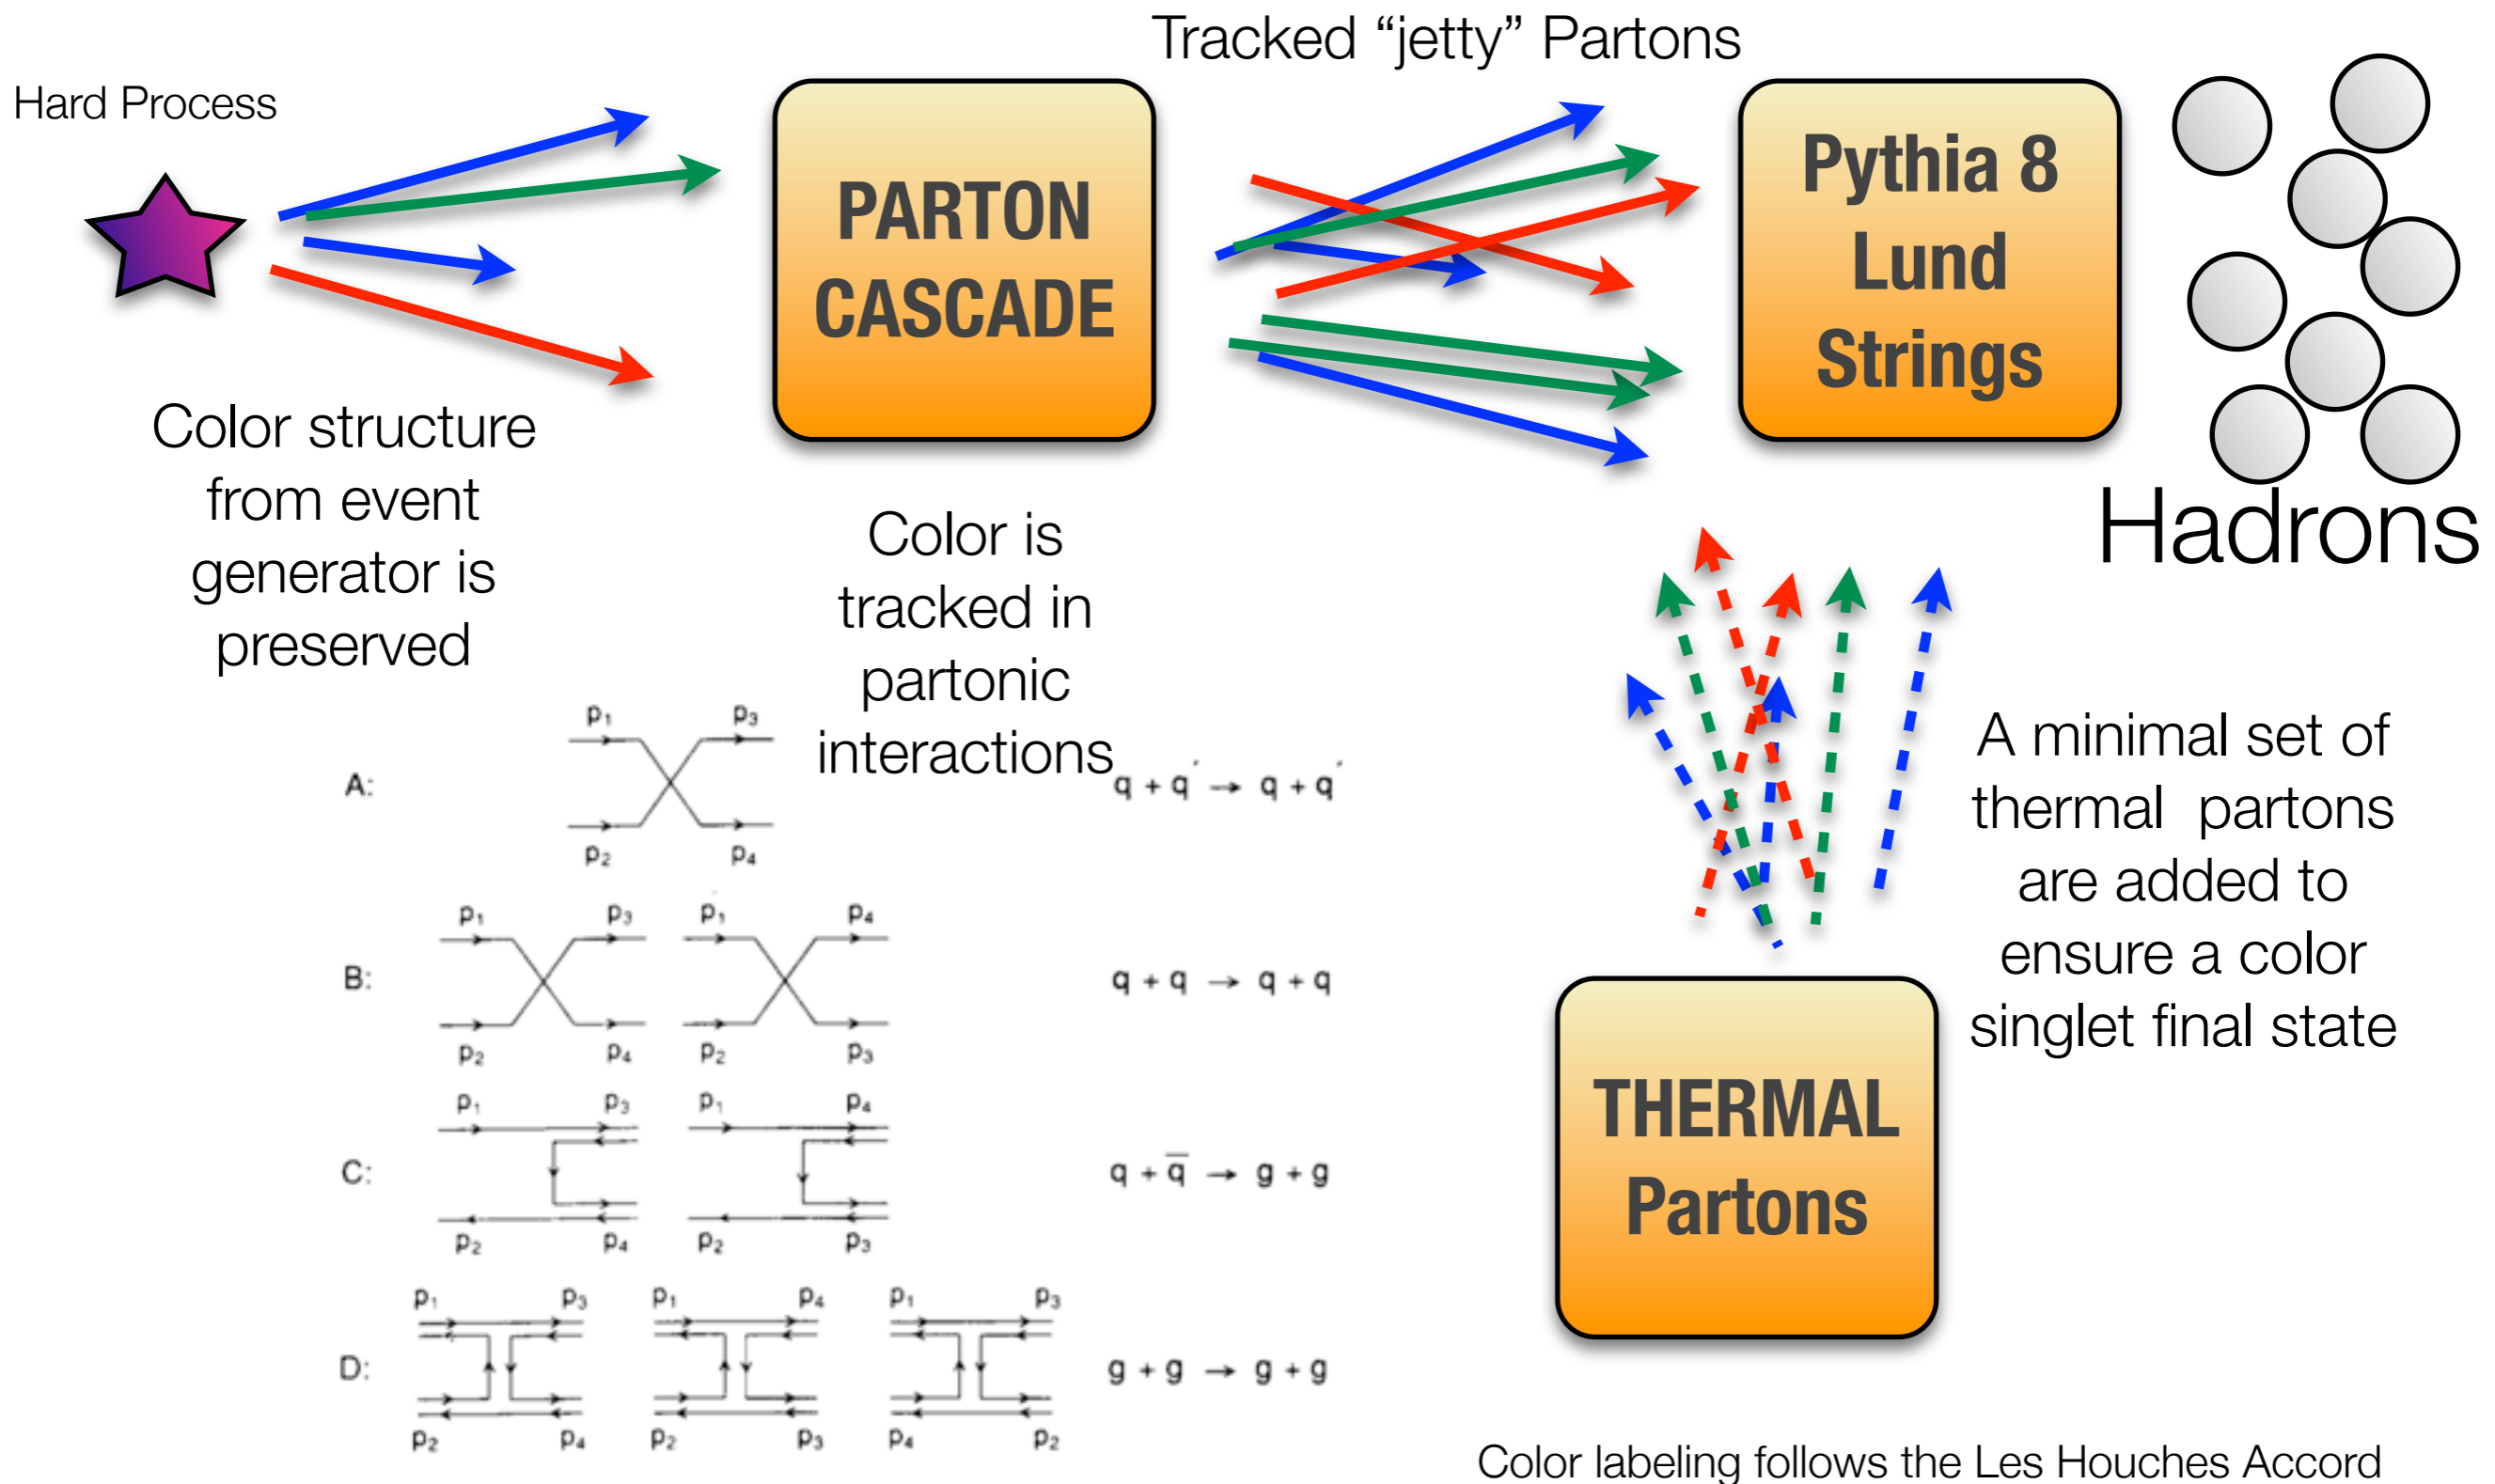 Tracked “jetty” Partons
Hard Process
PARTON
CASCADE
Pythia 8
Lund
Strings
Hadrons
Color structure
from event
generator is
preserved
Color is
tracked in
partonic
interactions
A minimal set of
thermal partons
are added to
ensure a color
singlet final state
THERMAL
Partons
p₁ p₃
A: q + q´ → q + q´
p₂ p₄
p₁ p₃ p₁ p₄
B: q + q → q + q
p₂ p₄ p₂ p₃
p₁ p₃ p₁ p₄
C: q + q̅ → g + g
p₂ p₄ p₂ p₃
p₁ p₃ p₁ p₄ p₁ p₃
D: g + g → g + g
p₂ p₄ p₂ p₃ p₄ p₂
Color labeling follows the Les Houches Accord